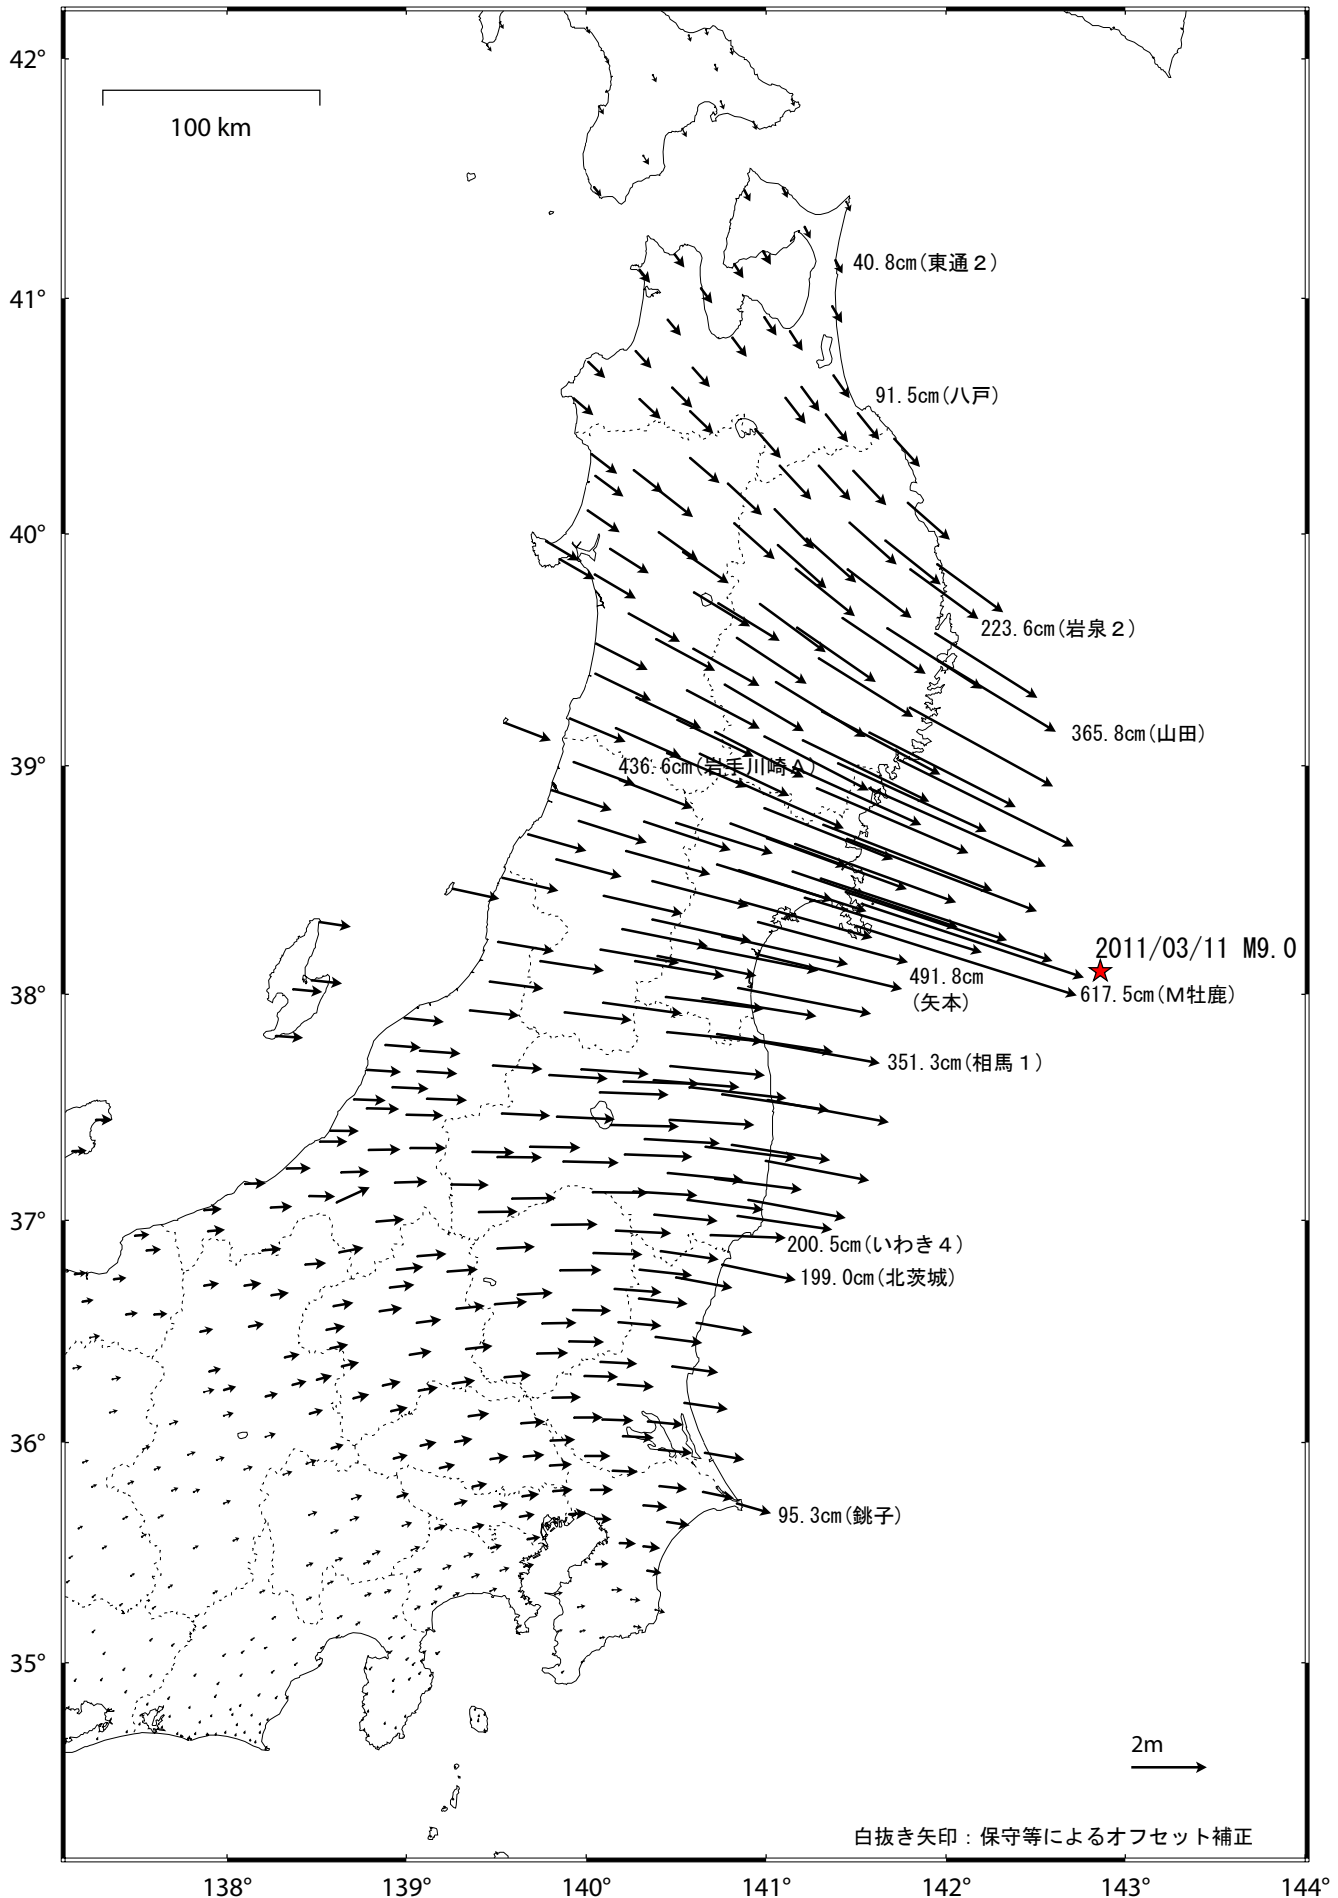 42°
100 km
40.8cm(東通２)
41°
91.5cm(八戸)
40°
223.6cm(岩泉２)
365.8cm(山田)
39°
436.6cm(岩手川崎Ａ)
2011/03/11 M9.0
491.8cm
(矢本)
38°
617.5cm(Ｍ牡鹿)
351.3cm(相馬１)
37°
200.5cm(いわき４)
199.0cm(北茨城)
36°
95.3cm(銚子)
35°
2m
白抜き矢印：保守等によるオフセット補正
138°
139°
140°
141°
142°
143°
144°